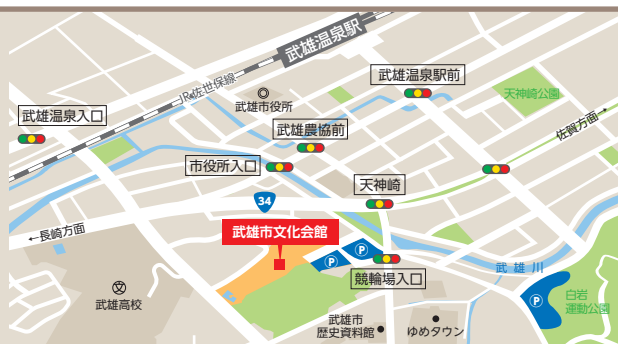 武雄温泉駅
JR佐世保線
武雄市役所
武雄温泉駅前
天神崎公園
武雄温泉入口
武雄農協前
佐賀方面→
市役所入口
天神崎
34
武雄市文化会館
←長崎方面
P
P
競輪場入口
武雄川
文
武雄高校
P
白岩
運動公園
武雄市
歴史資料館
ゆめタウン